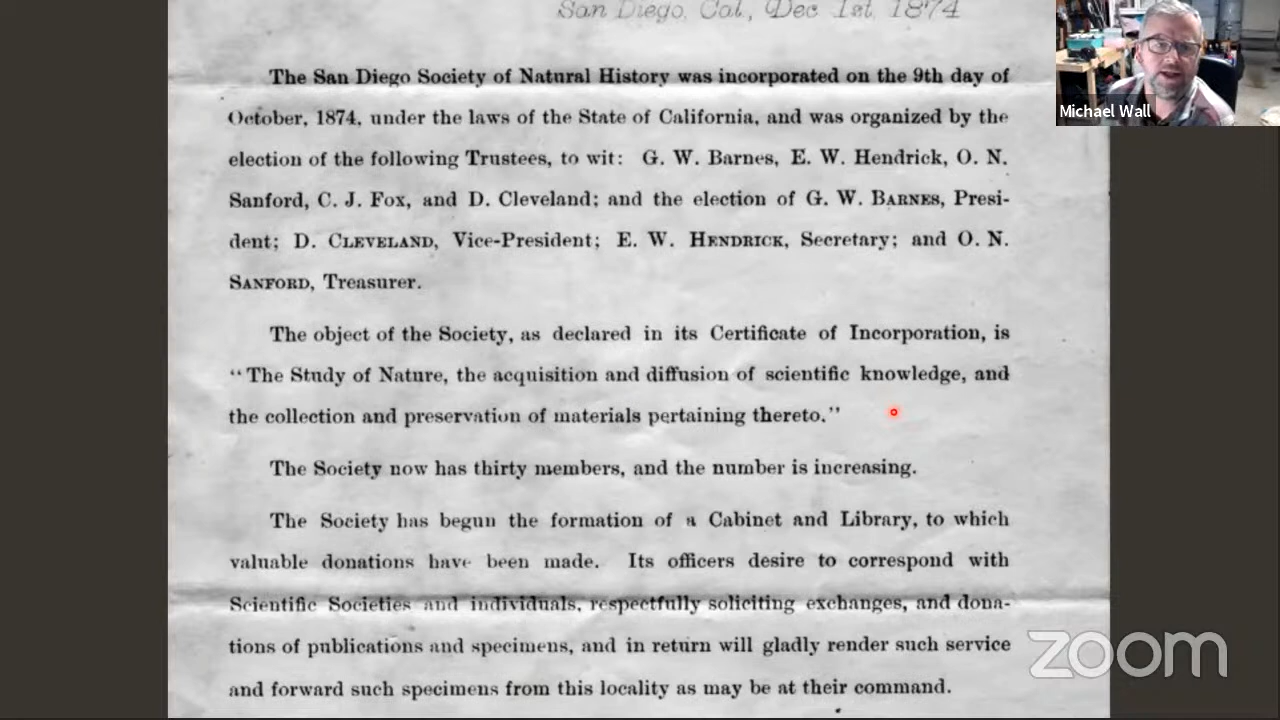 San Diego, Cal., Dec 1st, 1874
The San Diego Society of Natural History was incorporated on the 9th day of
October, 1874, under the laws of the State of California, and was organized by the
election of the following Trustees, to wit: G. W. Barnes, E. W. Hendrick, O. N.
Sanford, C. J. Fox, and D. Cleveland; and the election of G. W. BARNES, Presi-
dent; D. CLEVELAND, Vice-President; E. W. HENDRICK, Secretary; and O. N.
SANFORD, Treasurer.
The object of the Society, as declared in its Certificate of Incorporation, is
“The Study of Nature, the acquisition and diffusion of scientific knowledge, and
the collection and preservation of materials pertaining thereto.”
The Society now has thirty members, and the number is increasing.
The Society has begun the formation of a Cabinet and Library, to which
valuable donations have been made. Its officers desire to correspond with
Scientific Societies and individuals, respectfully soliciting exchanges, and dona-
tions of publications and specimens, and in return will gladly render such service
and forward such specimens from this locality as may be at their command.
Michael Wall
zoom